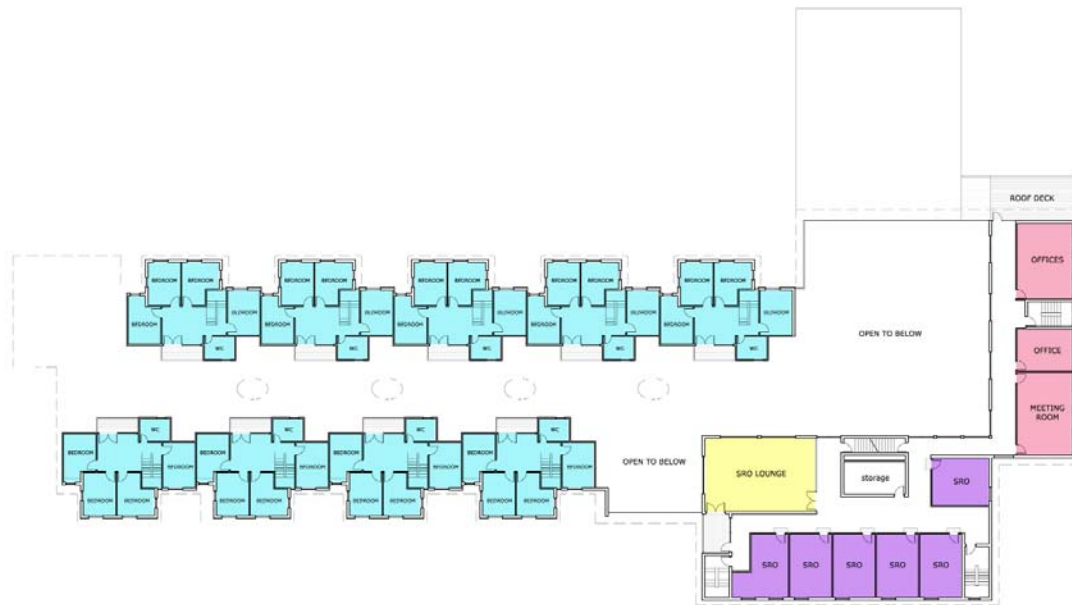 ROOF DECK
OFFICES
BEDROOM BEDROOM BEDROOM BEDROOM BEDROOM BEDROOM BEDROOM BEDROOM BEDROOM BEDROOM
BEDROOM BEDROOM BEDROOM BEDROOM BEDROOM BEDROOM BEDROOM BEDROOM BEDROOM BEDROOM
OPEN TO BELOW
WC WC WC WC WC
OFFICE
MEETING
ROOM
WC WC WC WC
BEDROOM BEDROOM BEDROOM BEDROOM BEDROOM BEDROOM BEDROOM BEDROOM
OPEN TO BELOW
SRO LOUNGE
storage
SRO
BEDROOM BEDROOM BEDROOM BEDROOM BEDROOM BEDROOM BEDROOM BEDROOM
SRO SRO SRO SRO SRO